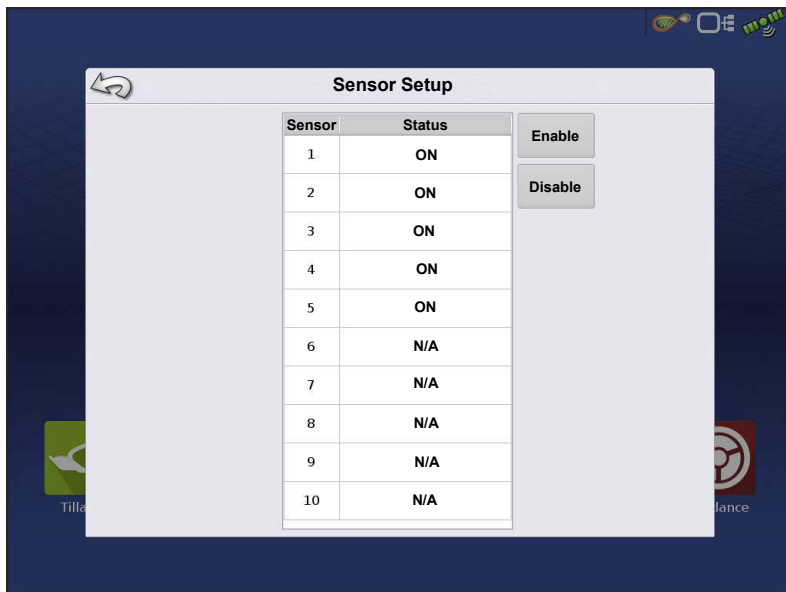 Sensor Setup
Sensor Status
1 ON
2 ON
3 ON
4 ON
5 ON
6 N/A
7 N/A
8 N/A
9 N/A
10 N/A
Enable
Disable
Tilla
dance